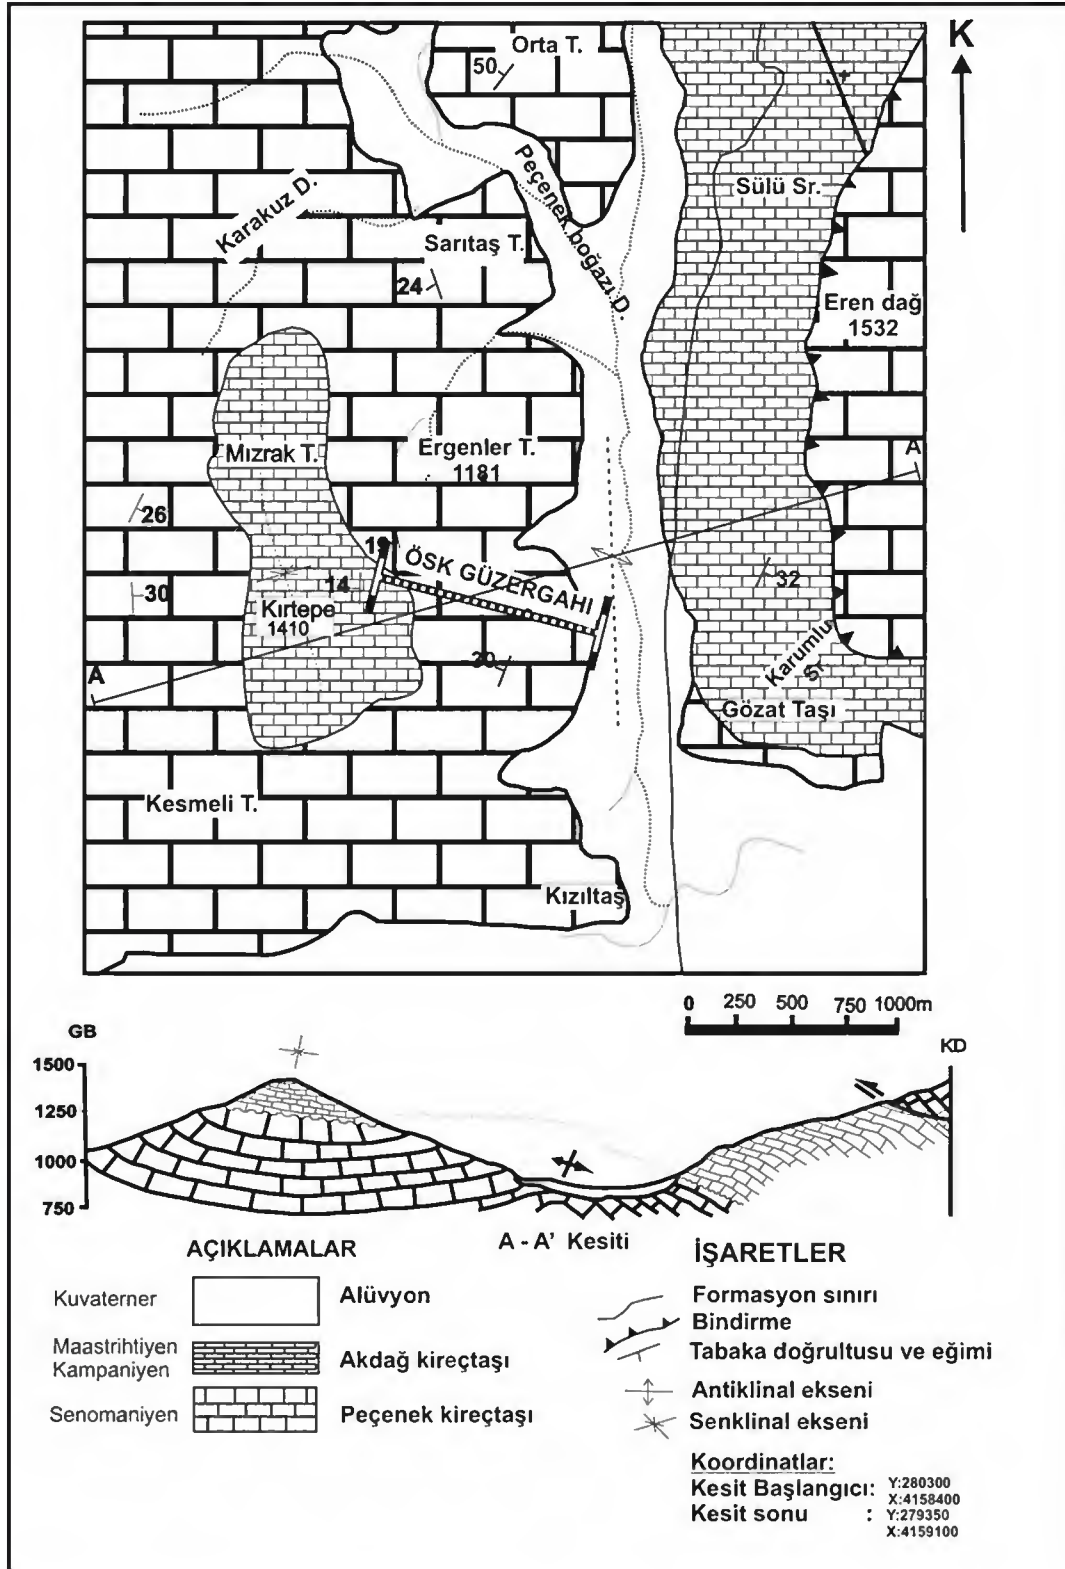 Orta T.
50
K
Peçenek boğazı D.
Sülü Sr.
Karakuz D.
Sarıtaş T.
24
Eren dağ
1532
Mızrak T.
Ergenler T.
1181
A
26
19
ÖSK GÜZERGAHI
14
30
32
Kırtepe
1410
20
Karumlu Sr.
A
Gözat Taşı
Kesmeli T.
Kızıltaş
0 250 500 750 1000m
GB
KD
1500
1250
1000
750
A - A' Kesiti
AÇIKLAMALAR
Kuvaterner
Alüvyon
Maastrihtiyen
Kampaniyen
Akdağ kireçtaşı
Senomaniyen
Peçenek kireçtaşı
İŞARETLER
Formasyon sınırı
Bindirme
Tabaka doğrultusu ve eğimi
Antiklinal ekseni
Senklinal ekseni
Koordinatlar:
Kesit Başlangıcı: Y:280300
X:4158400
Kesit sonu : Y:279350
X:4159100